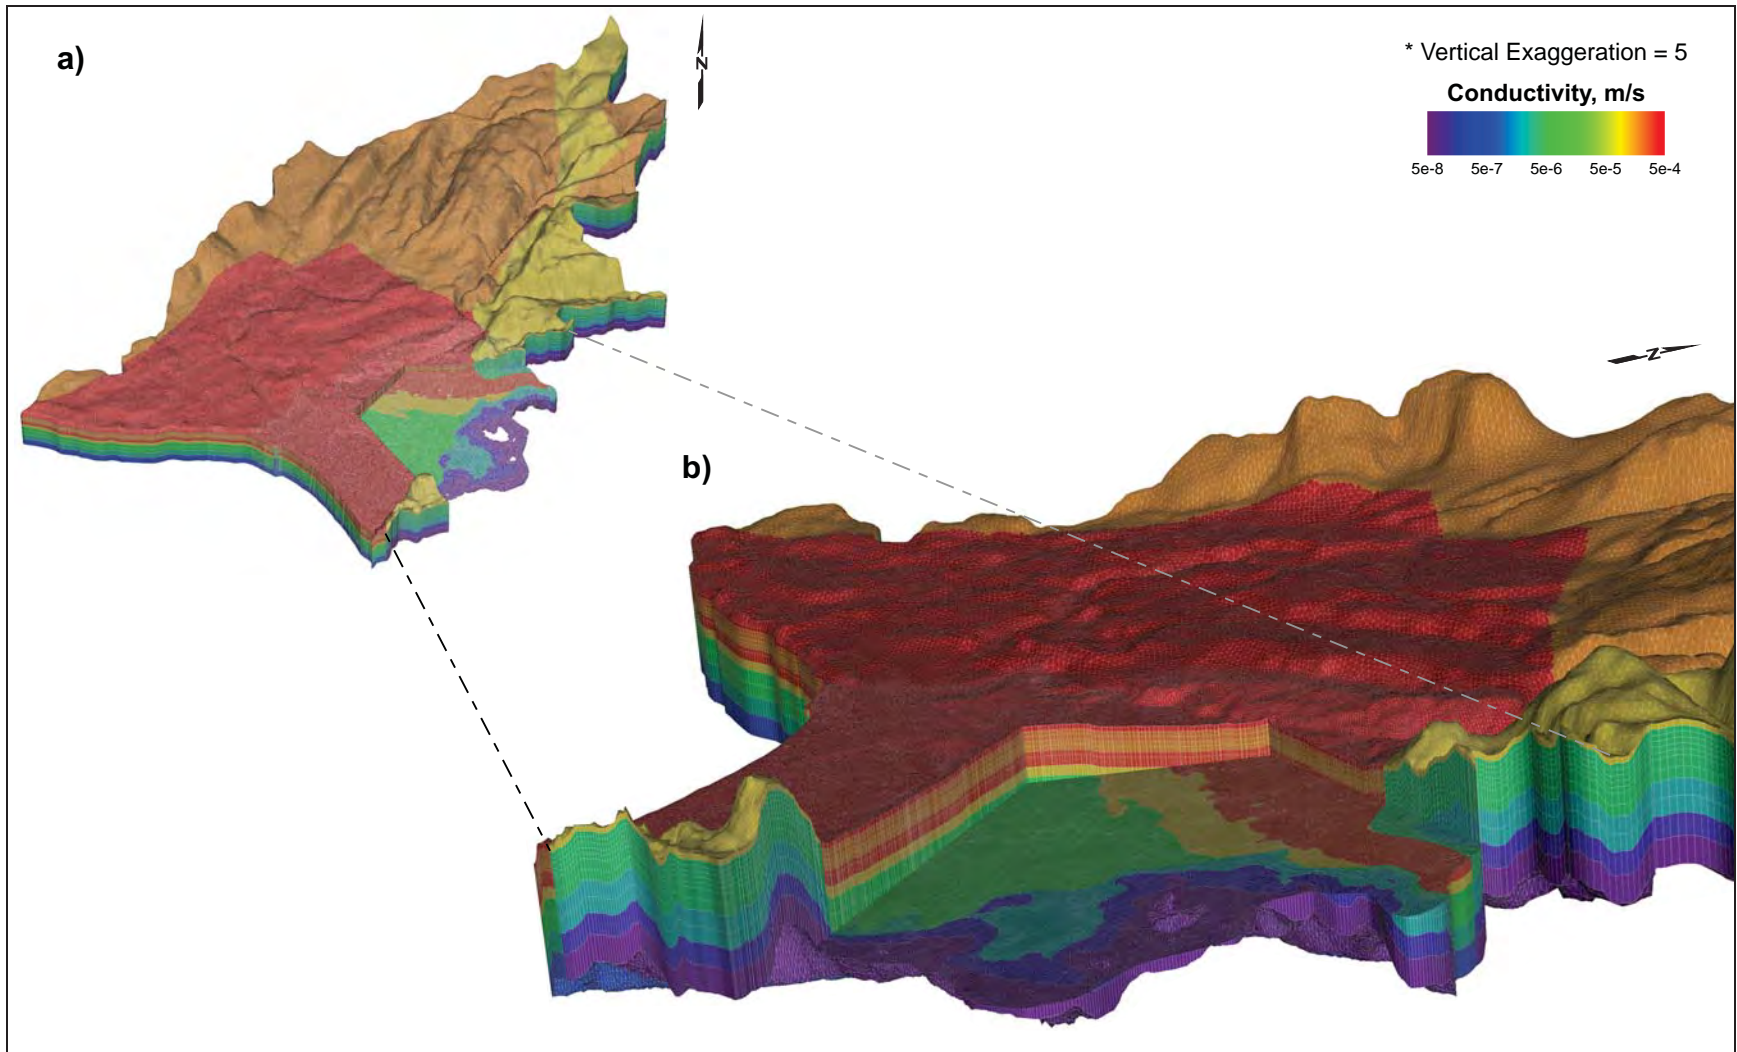 a)
N
* Vertical Exaggeration = 5
Conductivity, m/s
5e-8 5e-7 5e-6 5e-5 5e-4
N
b)